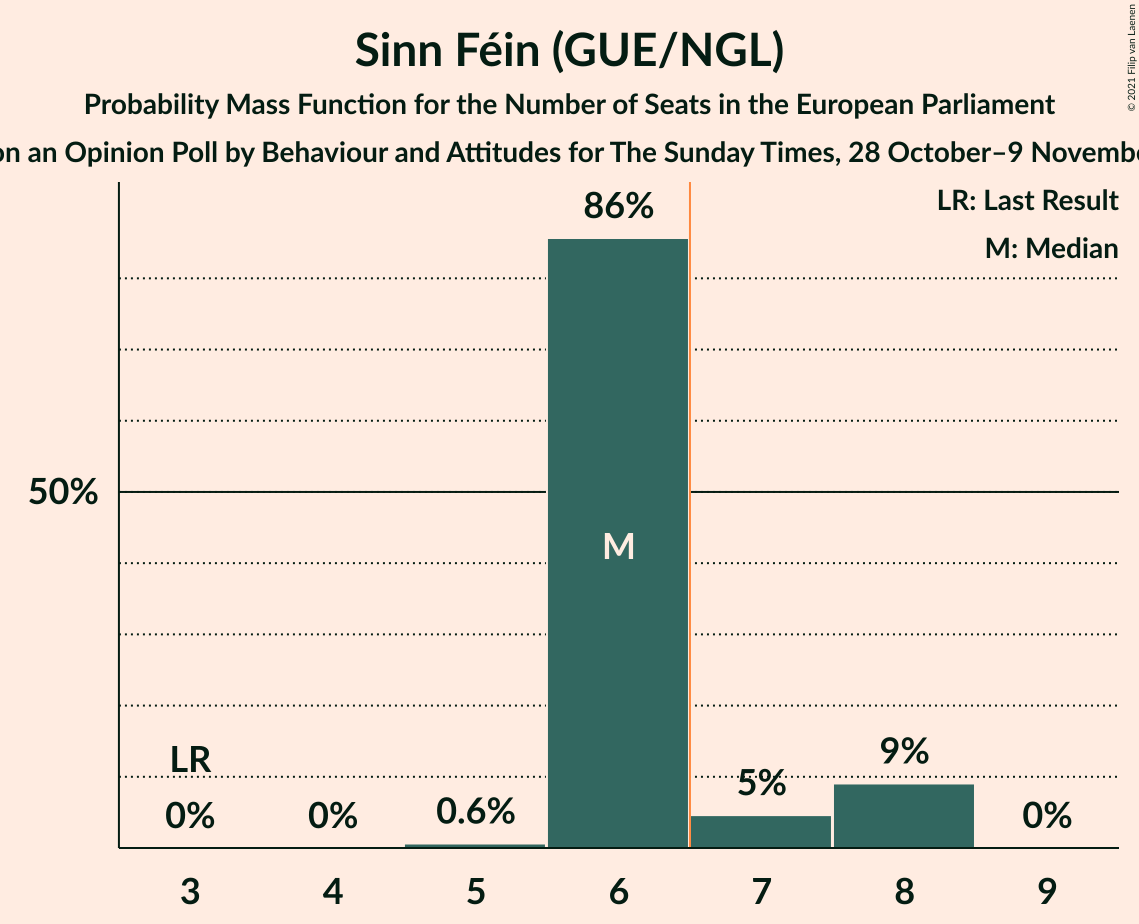 Sinn Féin (GUE/NGL)
Probability Mass Function for the Number of Seats in the European Parliament
on an Opinion Poll by Behaviour and Attitudes for The Sunday Times, 28 October–9
© 2021 Filip van Laenen
LR: Last Result
M: Median
86%
50%
M
LR
0%
0%
0.6%
5%
9%
0%
3 4 5 6 7 8 9